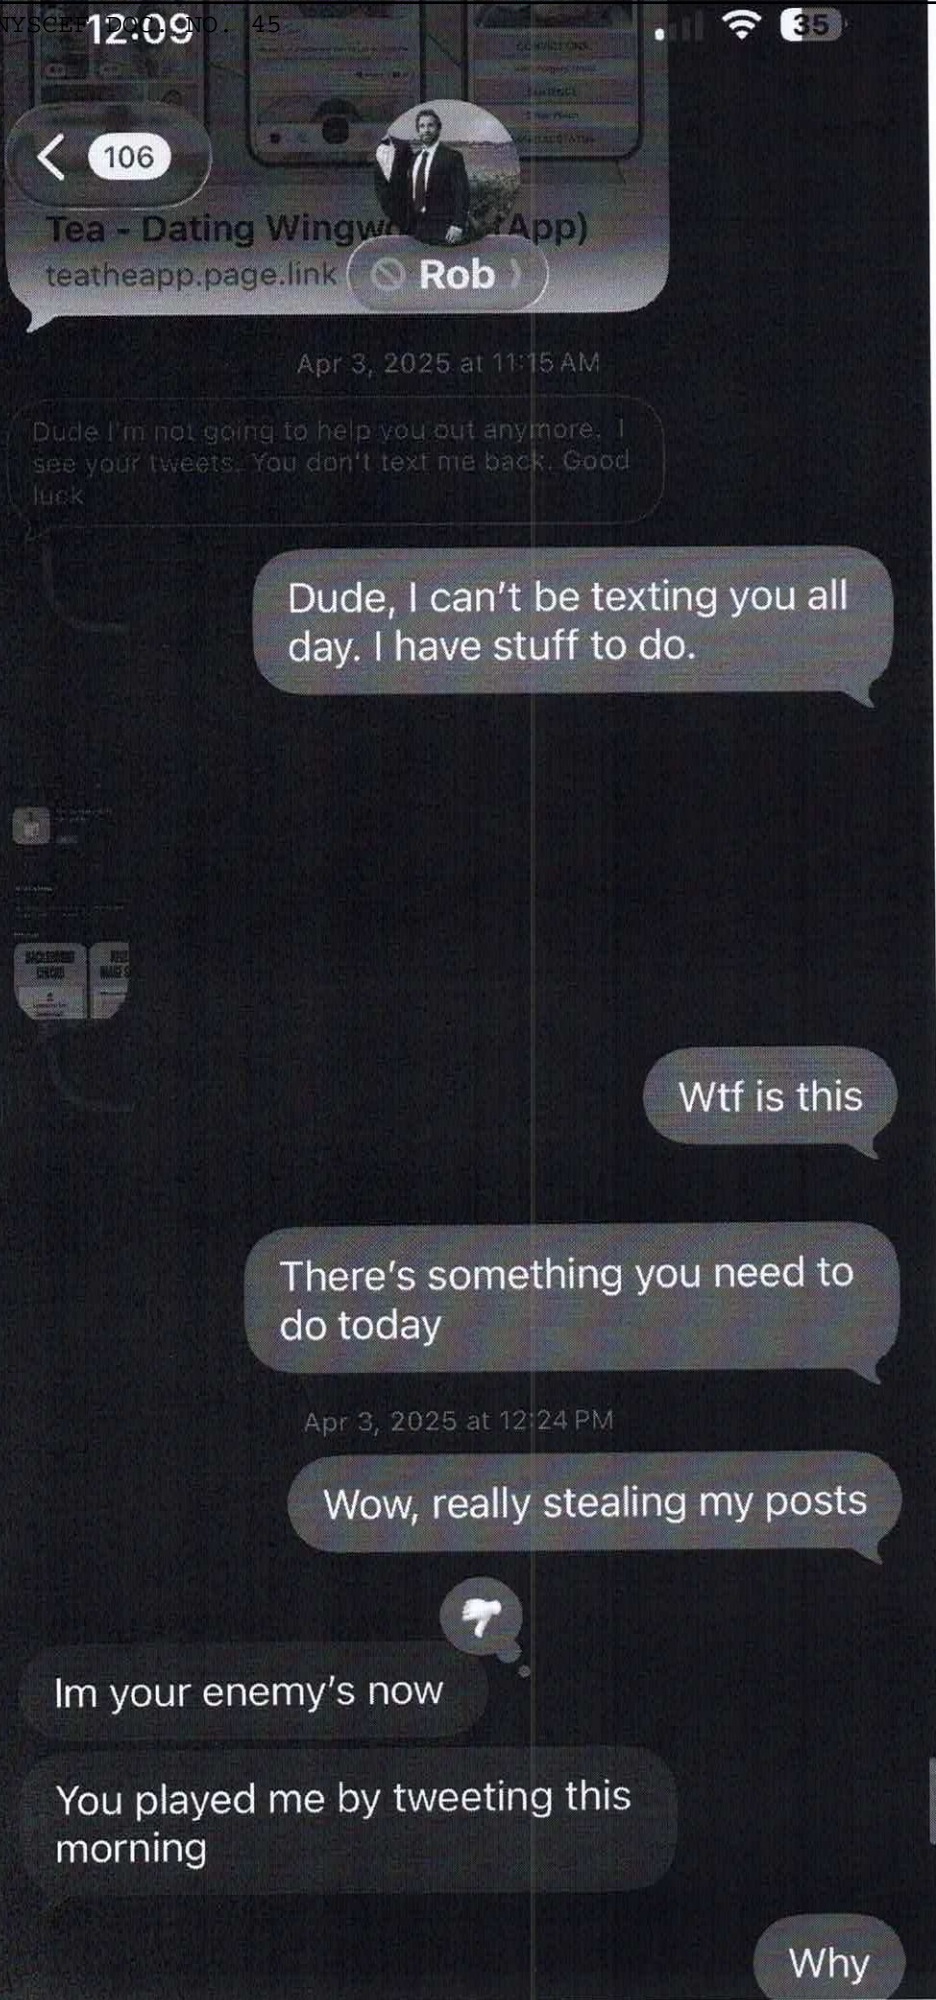 NYSCEF DOC. NO. 45
12:09
35
106
Tea - Dating (App)
teatheapp.page.link
Rob
Apr 3, 2025 at 11:15 AM
Dude I'm not going to help you out anymore. I
see your tweets. You don't text me back. Good
luck
Dude, I can't be texting you all
day. I have stuff to do.
BACKGROUND
CHECKS
Wtf is this
There's something you need to
do today
Apr 3, 2025 at 12:24 PM
Wow, really stealing my posts
Im your enemy's now
You played me by tweeting this
morning
Why